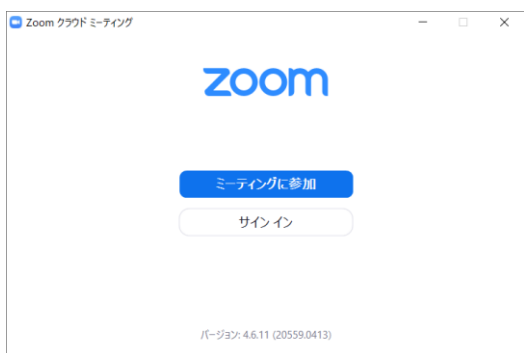 Zoom クラウド ミーティング
zoom
ミーティングに参加
サイン イン
バージョン: 4.6.11 (20559.0413)